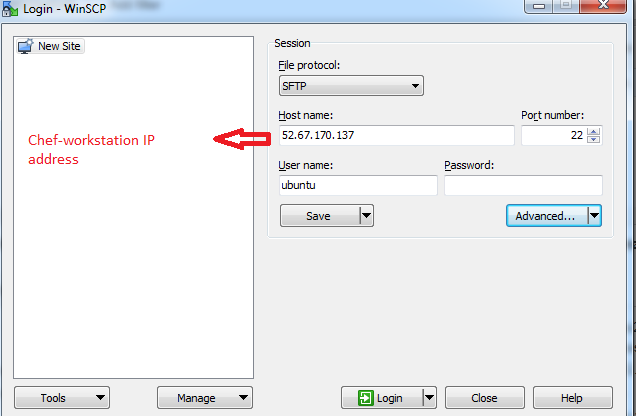 Login - WinSCP
New Site
Chef-workstation IP
address
Session
File protocol:
SFTP
Host name:
Port number:
52.67.170.137
22
User name:
Password:
ubuntu
Save
Advanced...
Tools
Manage
Login
Close
Help